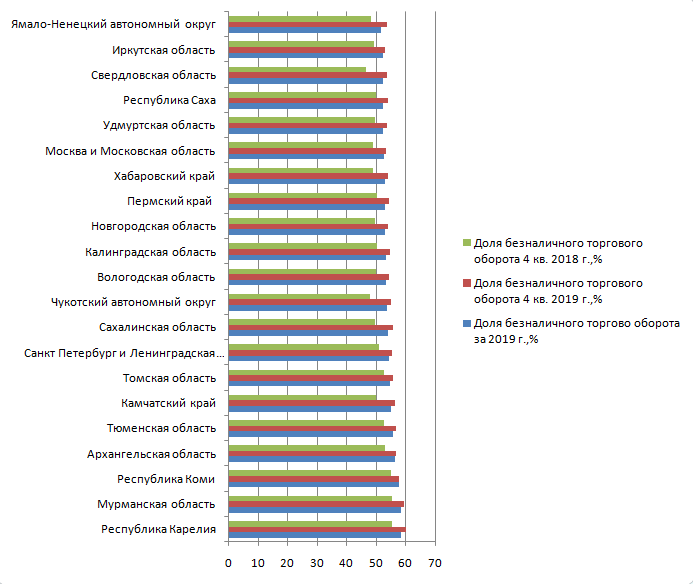 Ямало-Ненецкий автономный округ
Иркутская область
Свердловская область
Республика Саха
Удмуртская область
Москва и Московская область
Хабаровский край
Пермский край
Новгородская область
Калинградская область
Вологодская область
Чукотский автономный округ
Сахалинская область
Санкт Петербург и Ленинградская...
Томская область
Камчатский край
Тюменская область
Архангельская область
Республика Коми
Мурманская область
Республика Карелия
0 10 20 30 40 50 60 70
Доля безналичного торгового
оборота 4 кв. 2018 г.,%
Доля безналичного торгового
оборота 4 кв. 2019 г.,%
Доля безналичного торгово оборота
за 2019 г.,%